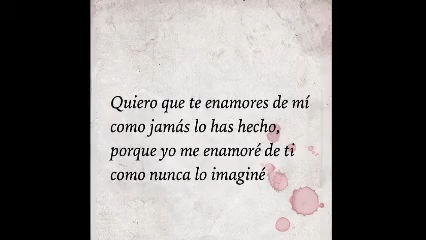 Quiero que te enamores de mí
como jamás lo has hecho,
porque yo me enamoré de ti
como nunca lo imaginé